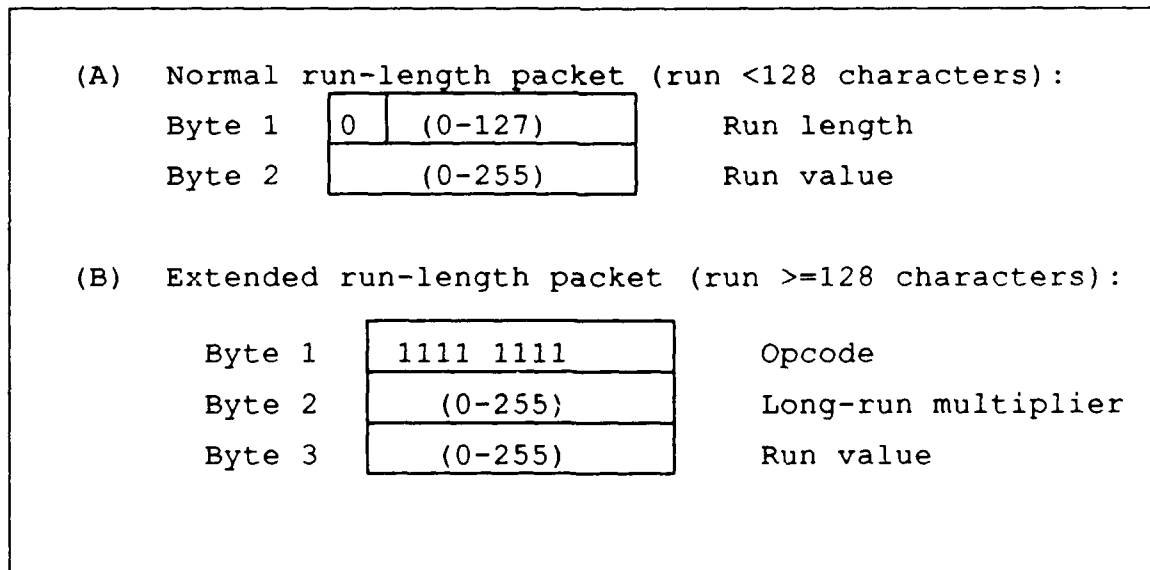 (A) Normal run-length packet (run <128 characters):
Byte 1 0 (0-127) Run length
Byte 2 (0-255) Run value
(B) Extended run-length packet (run >=128 characters):
Byte 1 1111 1111 Opcode
Byte 2 (0-255) Long-run multiplier
Byte 3 (0-255) Run value